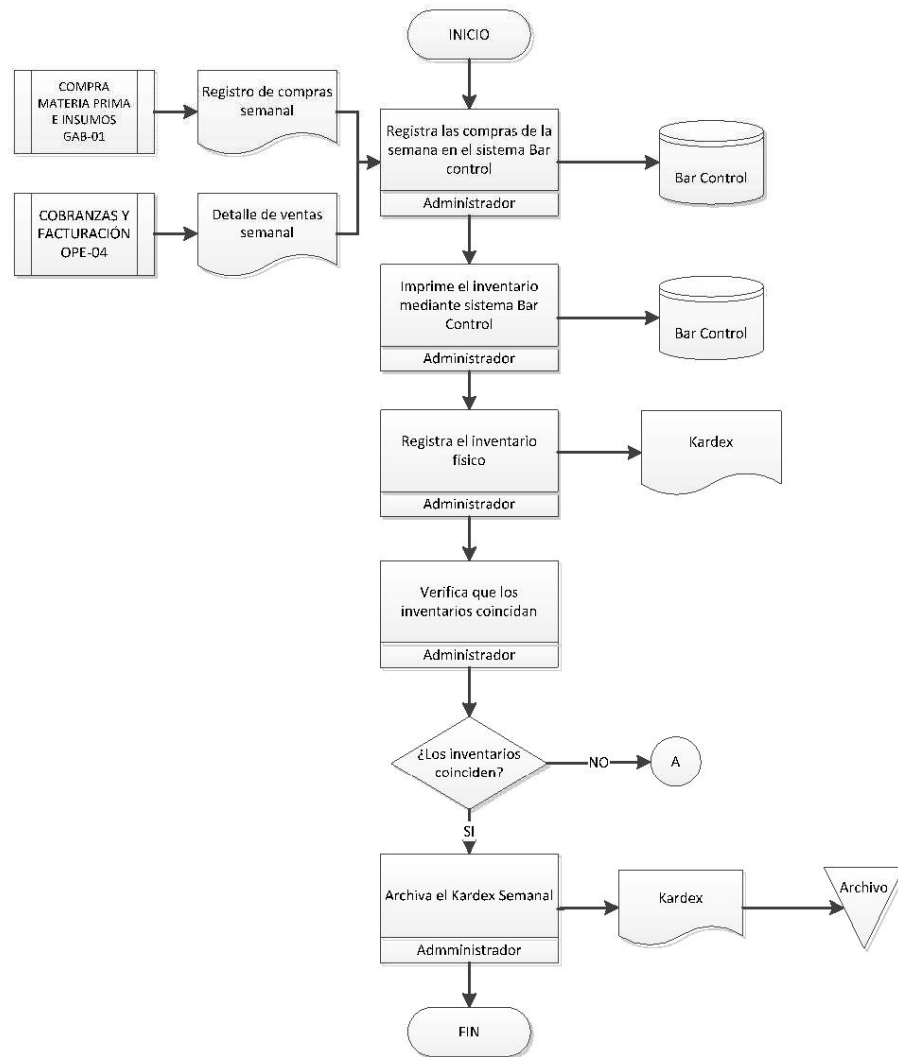 INICIO
COMPRA
MATERIA PRIMA
E INSUMOS
GAB-01
Registro de compras
semanal
Registra las compras de la
semana en el sistema Bar
control
Administrador
Bar Control
COBRANZAS Y
FACTURACIÓN
OPE-04
Detalle de ventas
semanal
Imprime el inventario
mediante sistema Bar
Control
Administrador
Bar Control
Registra el inventario
físico
Administrador
Kardex
Verifica que los
inventarios coincidan
Administrador
¿Los inventarios
coinciden?
NO
A
SI
Archiva el Kardex Semanal
Admministrador
Kardex
Archivo
FIN